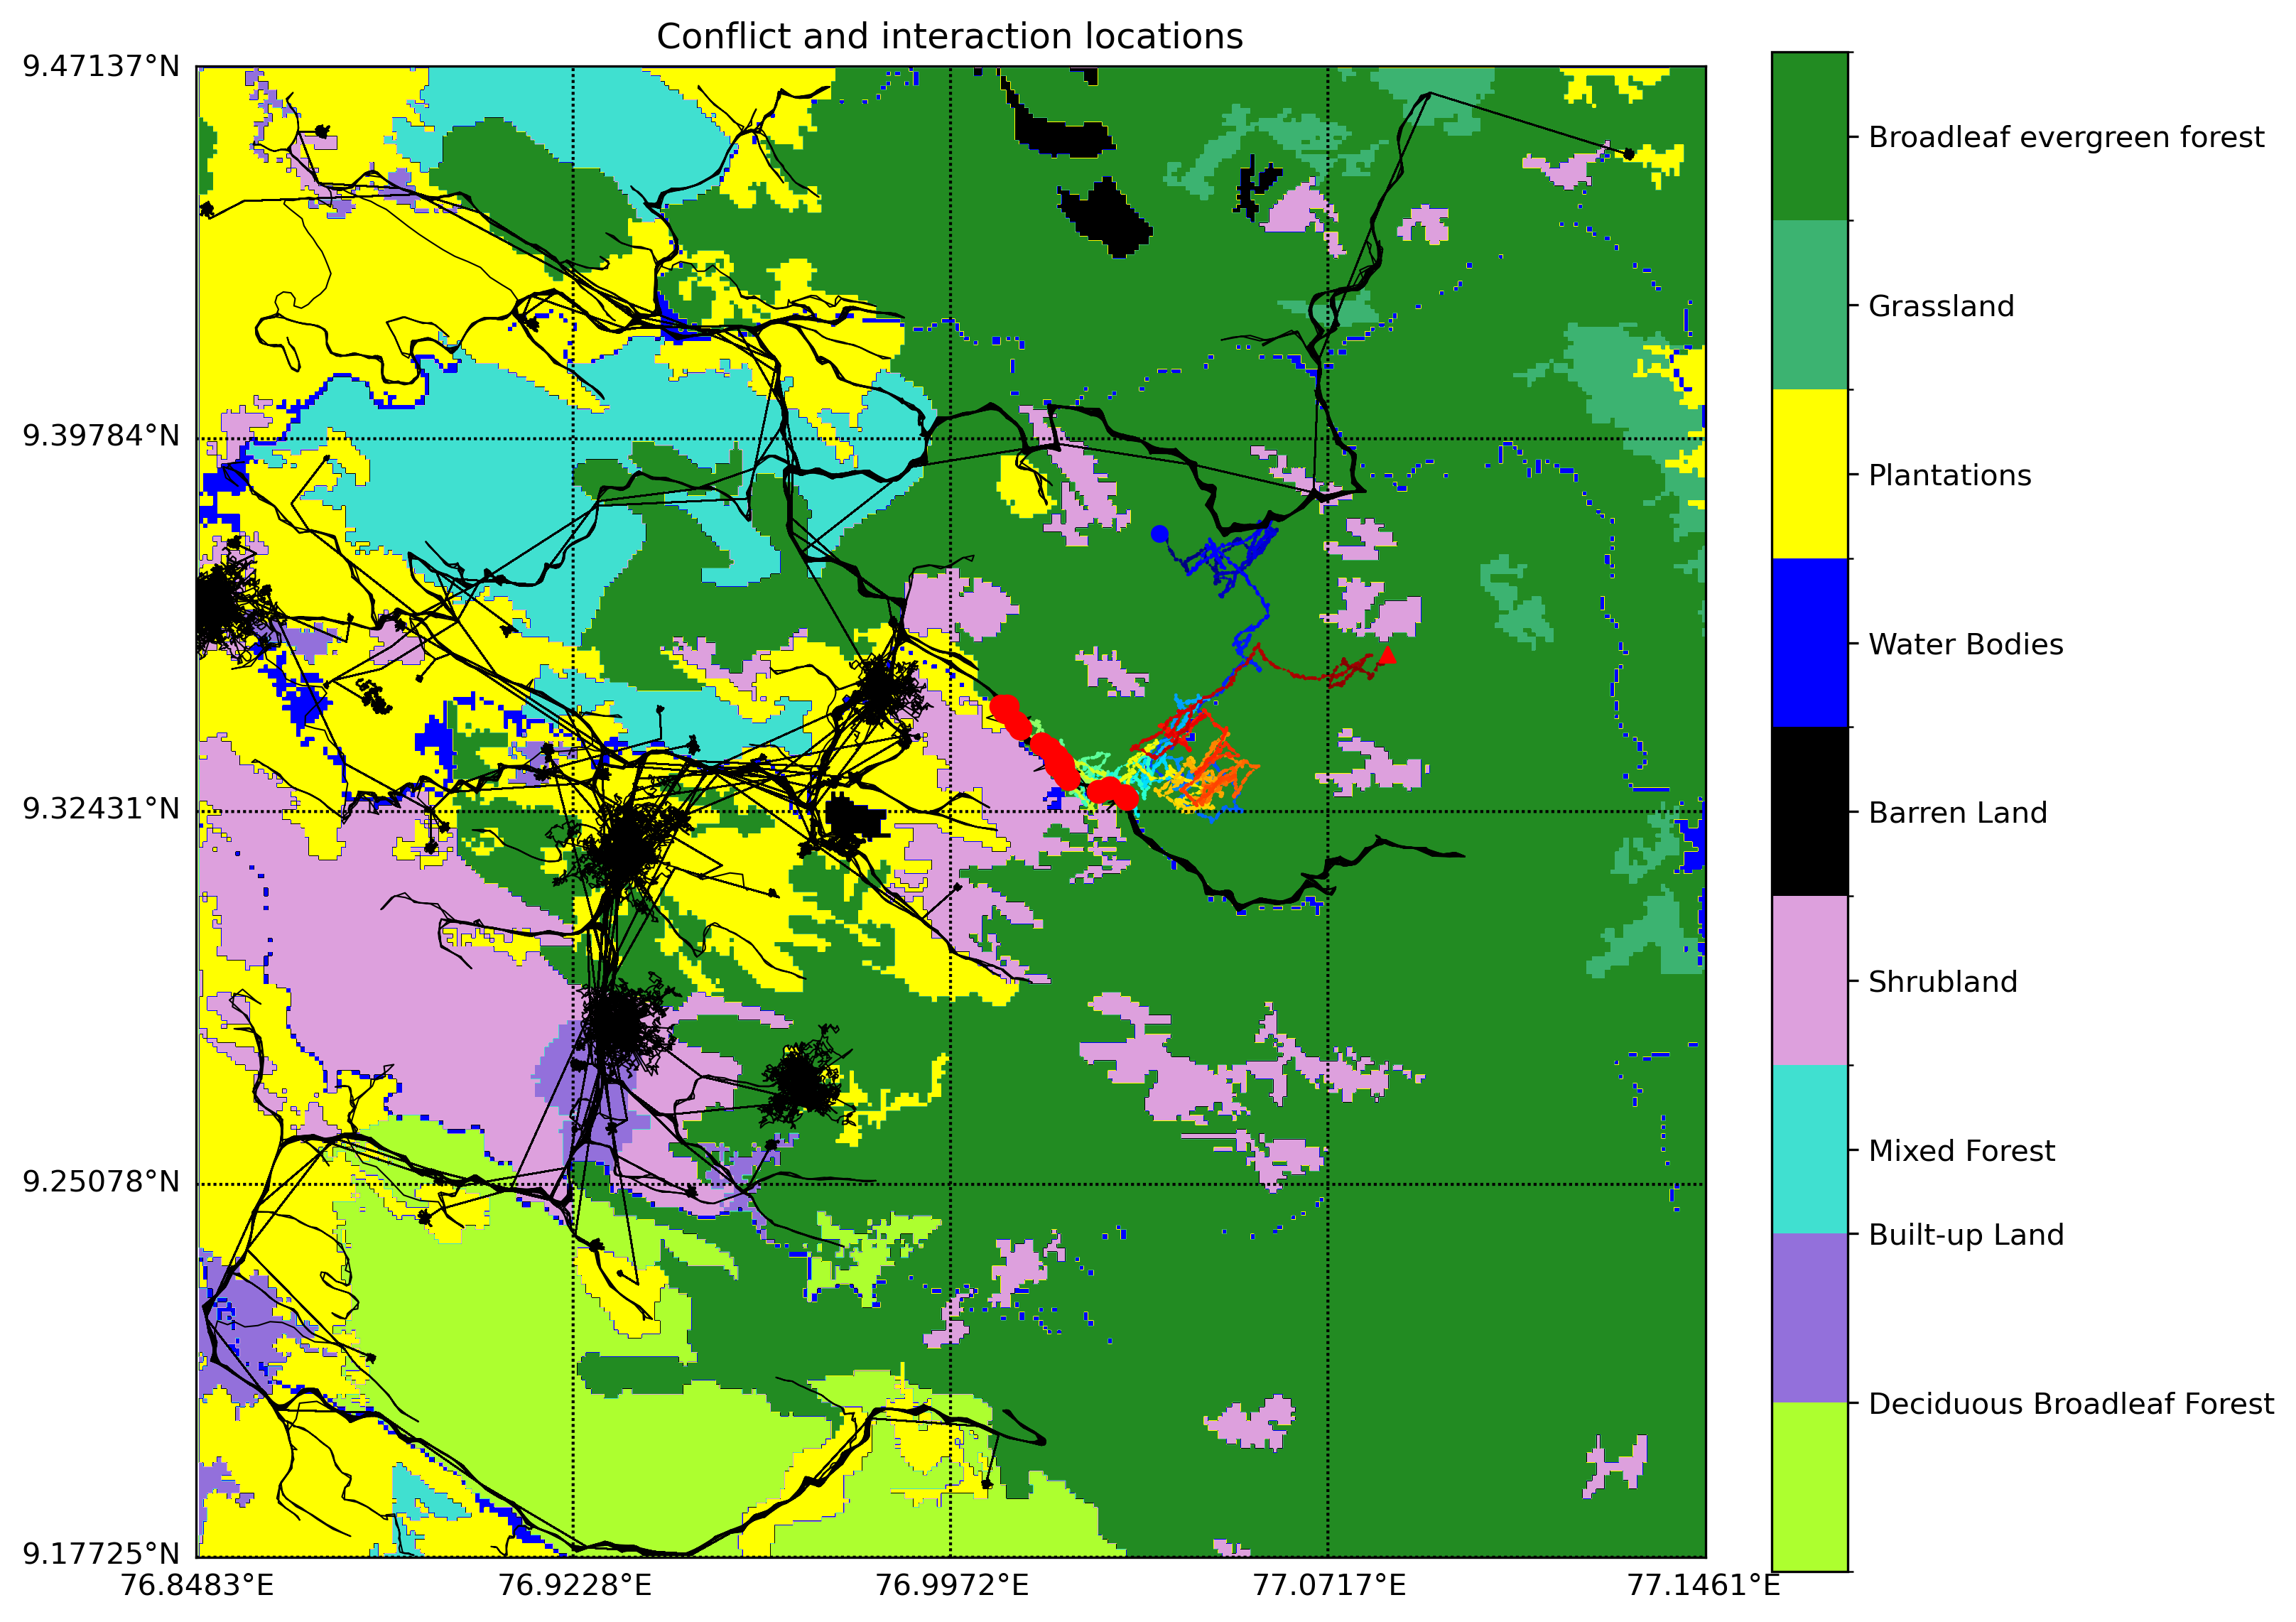 Conflict and interaction locations
9.47137°N
9.39784°N
9.32431°N
9.25078°N
9.17725°N
76.8483°E
76.9228°E
76.9972°E
77.0717°E
77.1461°E
Broadleaf evergreen forest
Grassland
Plantations
Water Bodies
Barren Land
Shrubland
Mixed Forest
Built-up Land
Deciduous Broadleaf Forest